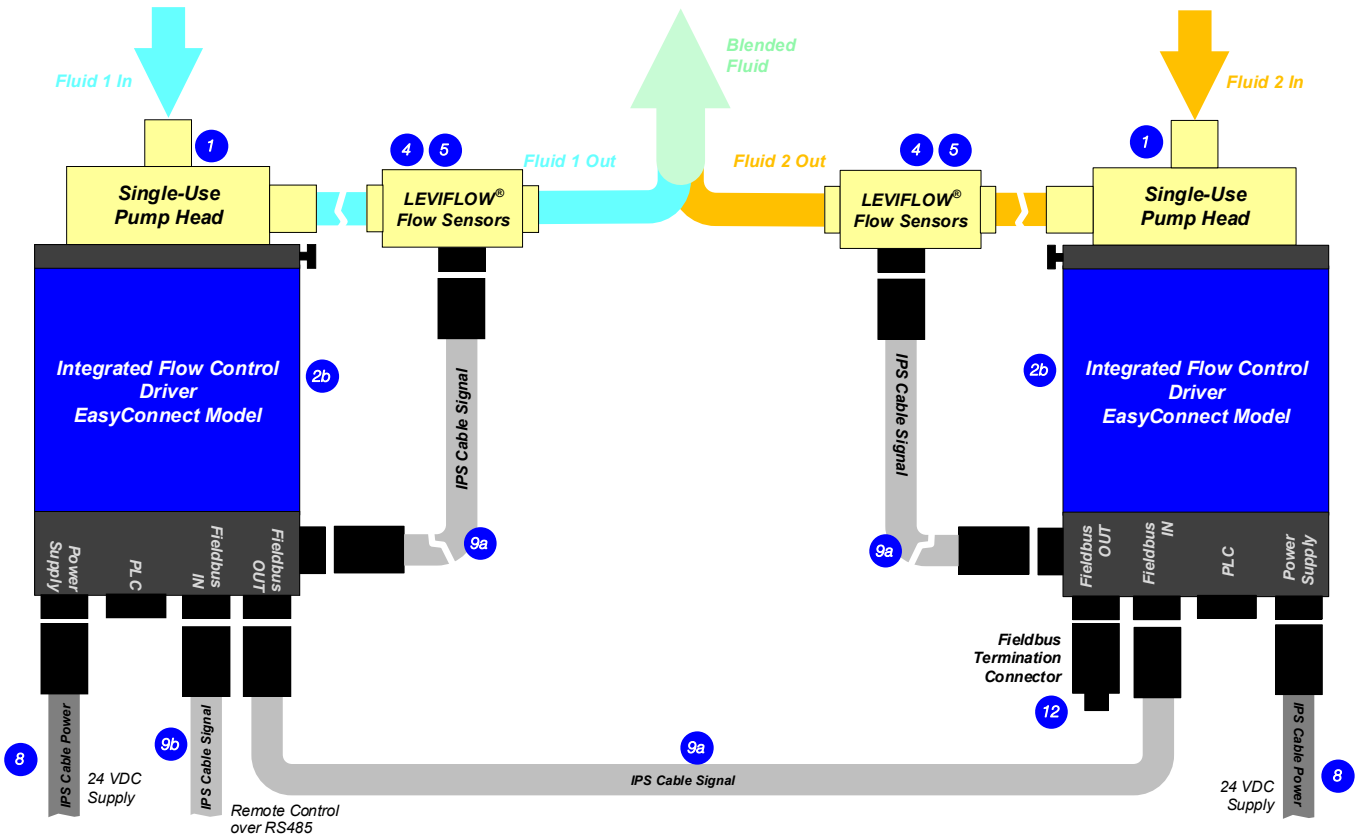 Fluid 1 In
Blended
Fluid
Fluid 2 In
1
4
5
Fluid 1 Out
Fluid 2 Out
4
5
1
Single-Use
Pump Head
LEVIFLOW®
Flow Sensors
LEVIFLOW®
Flow Sensors
Single-Use
Pump Head
Integrated Flow Control
Driver
EasyConnect Model
2b
IPS Cable Signal
IPS Cable Signal
2b
Integrated Flow Control
Driver
EasyConnect Model
9a
9a
Power
Supply
PLC
Fieldbus
IN
Fieldbus
OUT
Fieldbus
OUT
Fieldbus
IN
PLC
Power
Supply
Fieldbus
Termination
Connector
12
8
IPS Cable Power
24 VDC
Supply
9b
IPS Cable Signal
Remote Control
over RS485
9a
IPS Cable Signal
24 VDC
Supply
IPS Cable Power
8